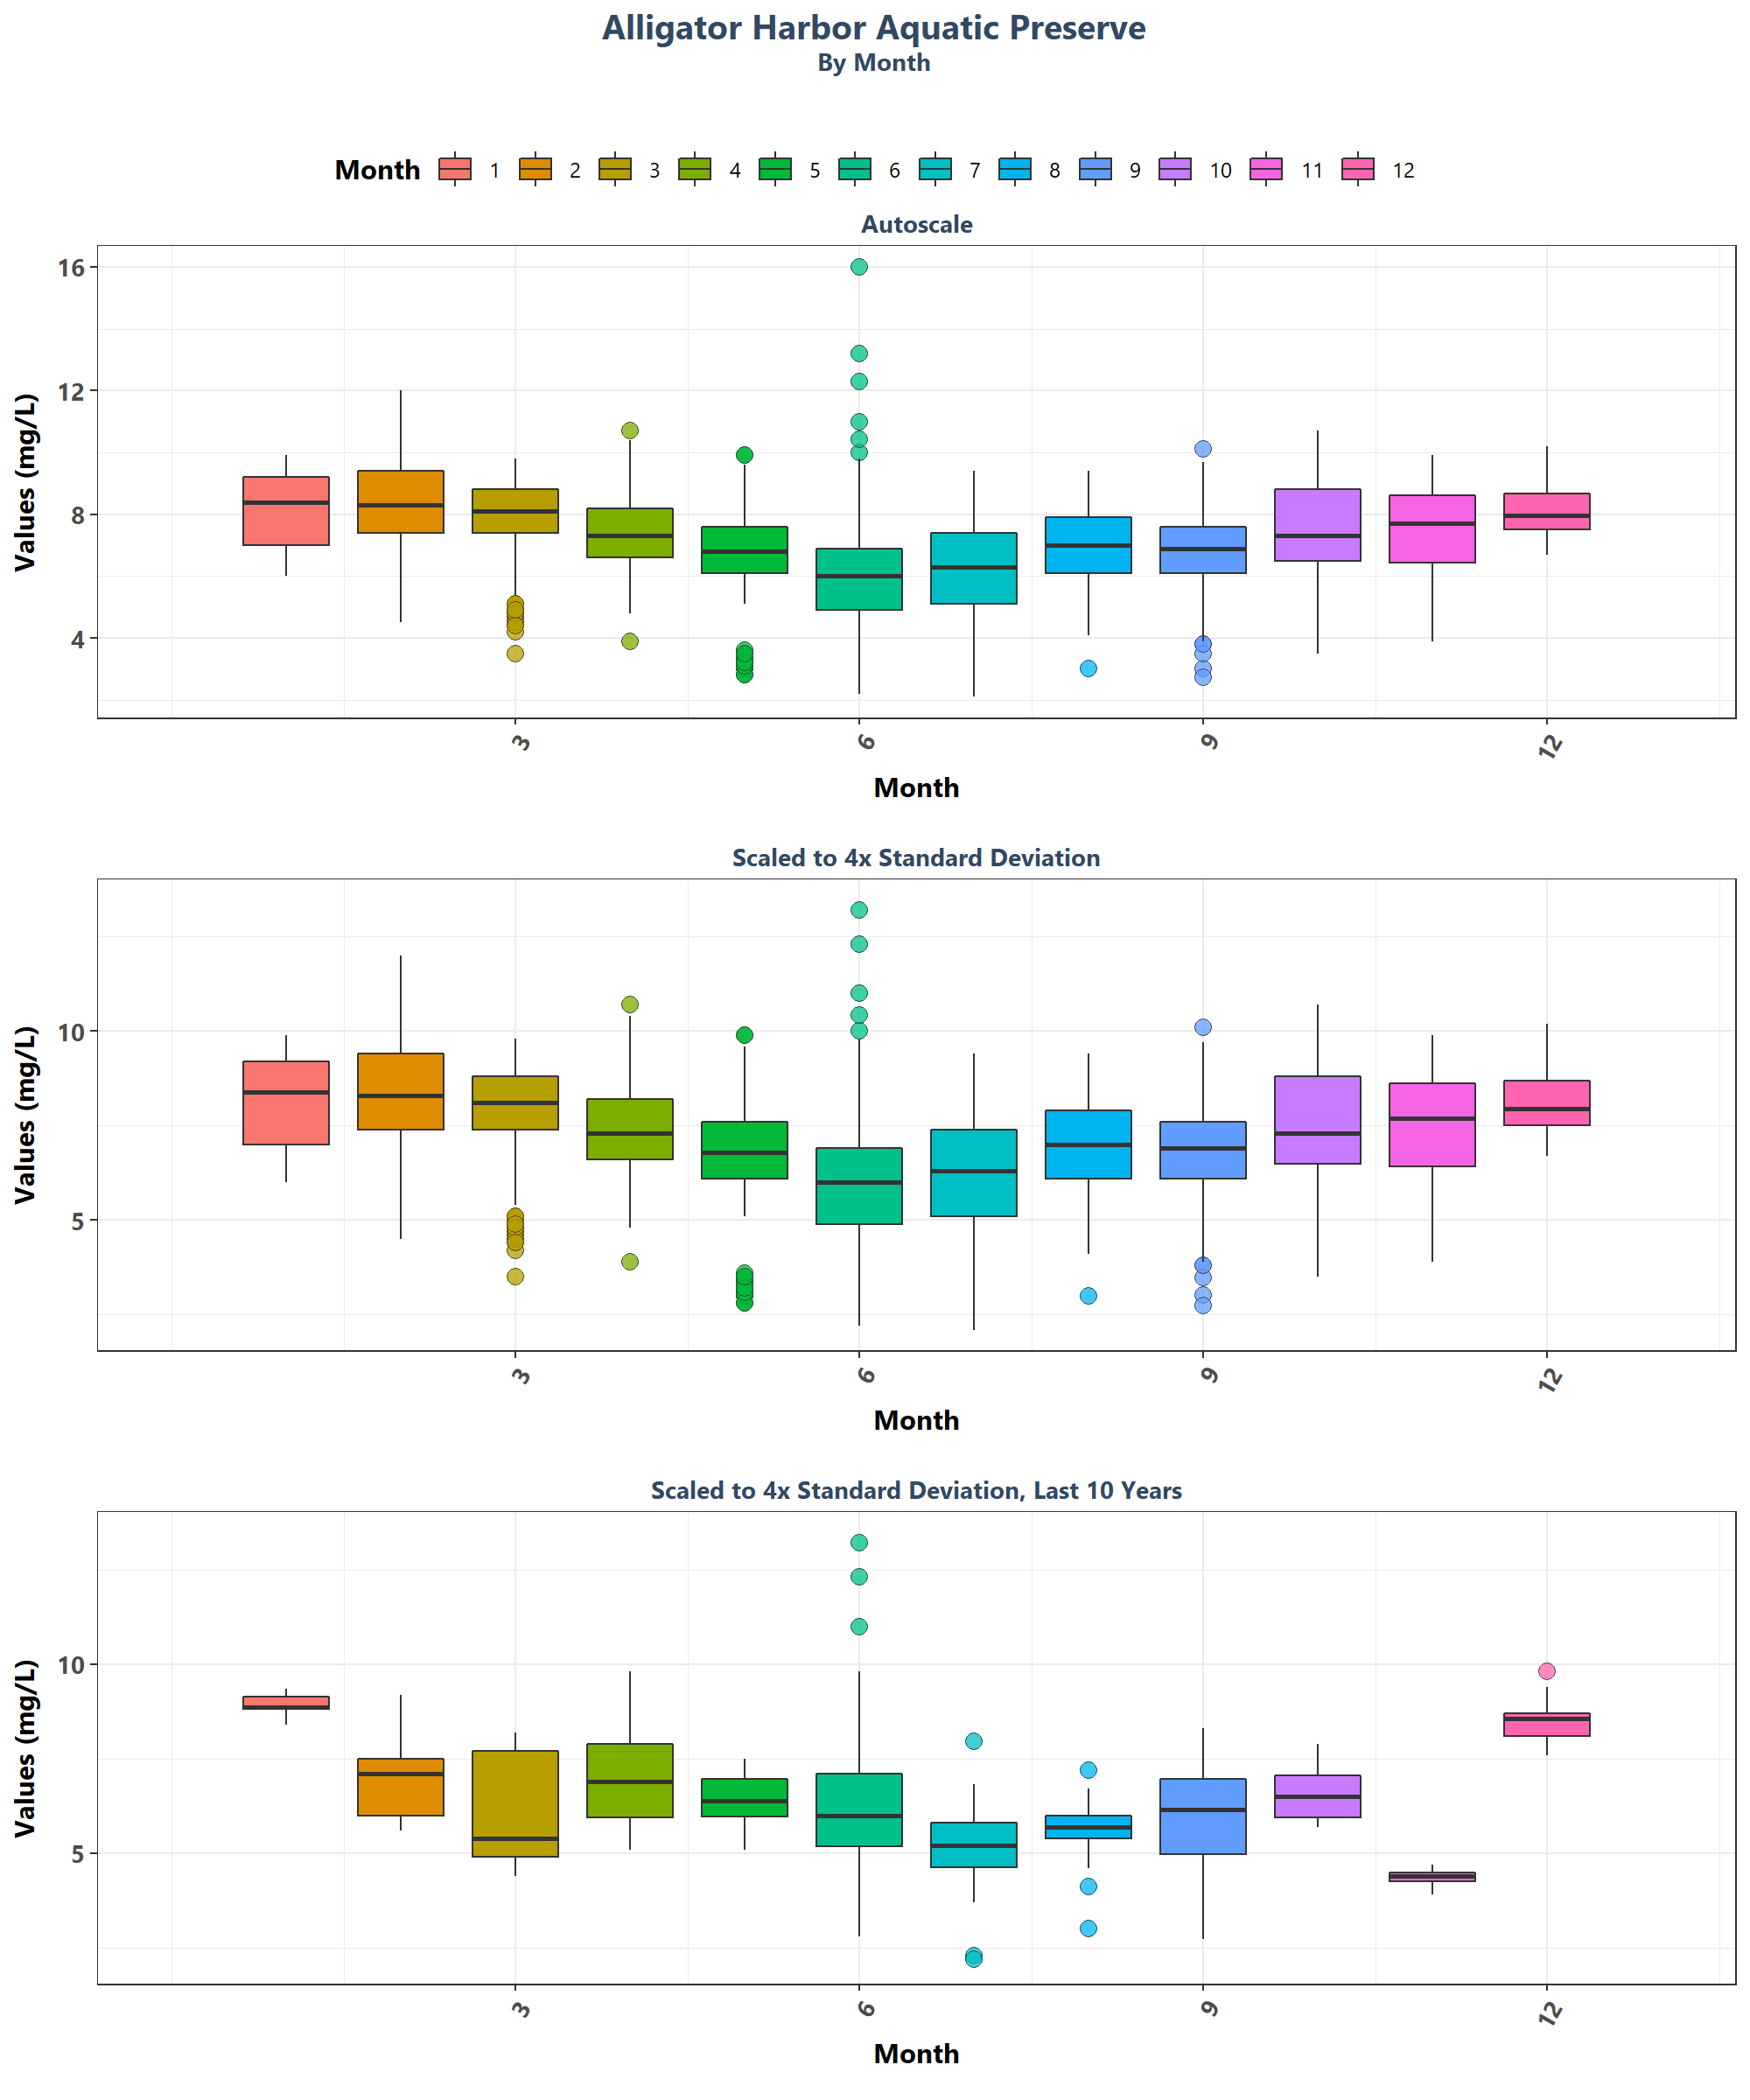 Alligator Harbor Aquatic Preserve
By Month
Month 1 2 3 4 5 6 7 8 9 10 11 12
Autoscale
Values (mg/L)
16
12
8
4
3 6 9 12
Month
Scaled to 4x Standard Deviation
Values (mg/L)
10
5
3 6 9 12
Month
Scaled to 4x Standard Deviation, Last 10 Years
Values (mg/L)
10
5
3 6 9 12
Month